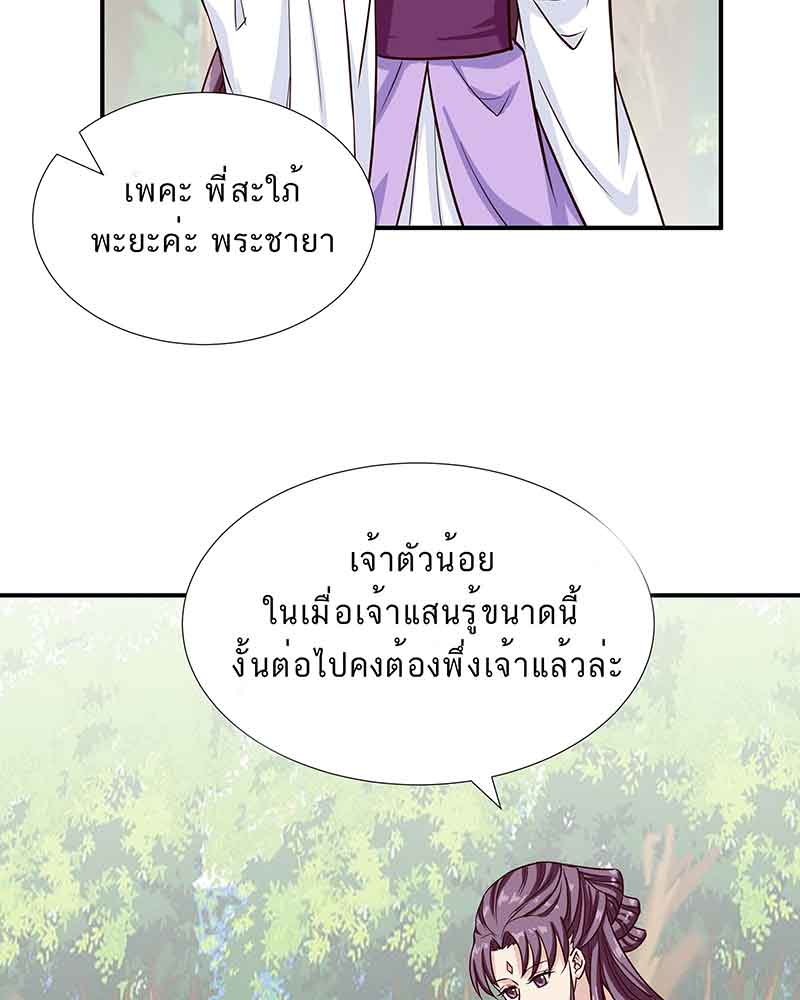 เพคะ พี่สะใภ้
พะยะค่ะ พระชายา
เจ้าตัวน้อย
ในเมื่อเจ้าแสนรู้ขนาดนี้
งั้นต่อไปคงต้องพึ่งเจ้าแล้วล่ะ